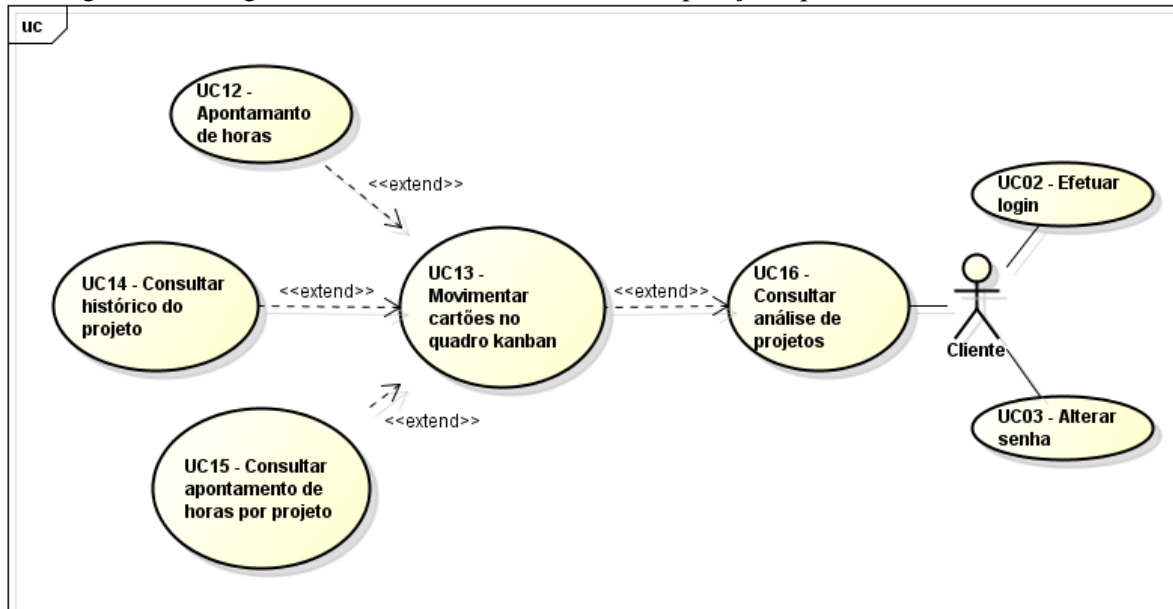 uc
UC12 -
Apontamanto
de horas
<<extend>>
UC14 - Consultar
histórico do
projeto
<<extend>>
UC13 -
Movimentar
cartões no
quadro kanban
<<extend>>
UC16 -
Consultar
análise de
projetos
UC02 - Efetuar
login
Cliente
UC03 - Alterar
senha
<<extend>>
UC15 - Consultar
apontamento de
horas por projeto